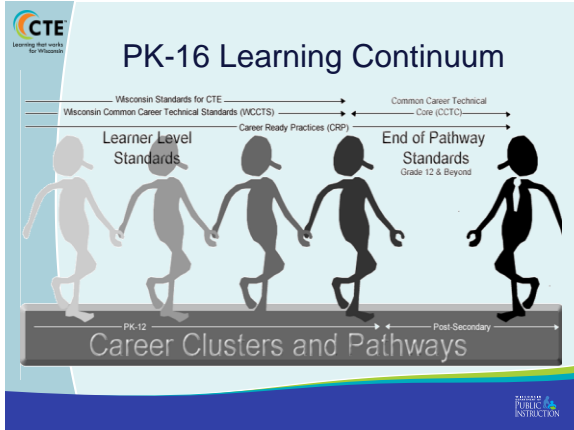 CTE
Learning that works
for Wisconsin
PK-16 Learning Continuum
Wisconsin Standards for CTE
Common Career Technical
Wisconsin Common Career Technical Standards (WCCTS)
Core (CCTC)
Career Ready Practices (CRP)
Learner Level
Standards
End of Pathway
Standards
Grade 12 & Beyond
PK-12
Post-Secondary
Career Clusters and Pathways
PUBLIC
INSTRUCTION